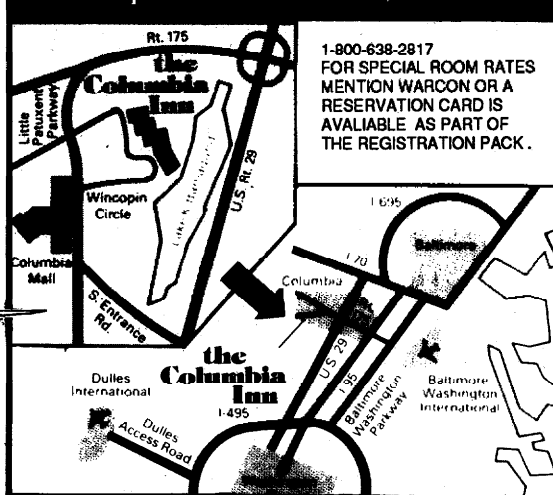 Rt. 175
the
Columbia
Inn
Little
Patuxent
Parkway
U.S. Rt. 29
Wincopin
Circle
Columbia
Mall
S. Entrance
Rd.
1-800-638-2817
FOR SPECIAL ROOM RATES
MENTION WARCON OR A
RESERVATION CARD IS
AVALIABLE AS PART OF
THE REGISTRATION PACK.
I-695
Baltimore
I-70
Columbia
the
Columbia
Inn
U.S. 29
I-95
Baltimore
Washington
Parkway
Baltimore
Washington
International
Dulles
International
I-495
Dulles
Access Road